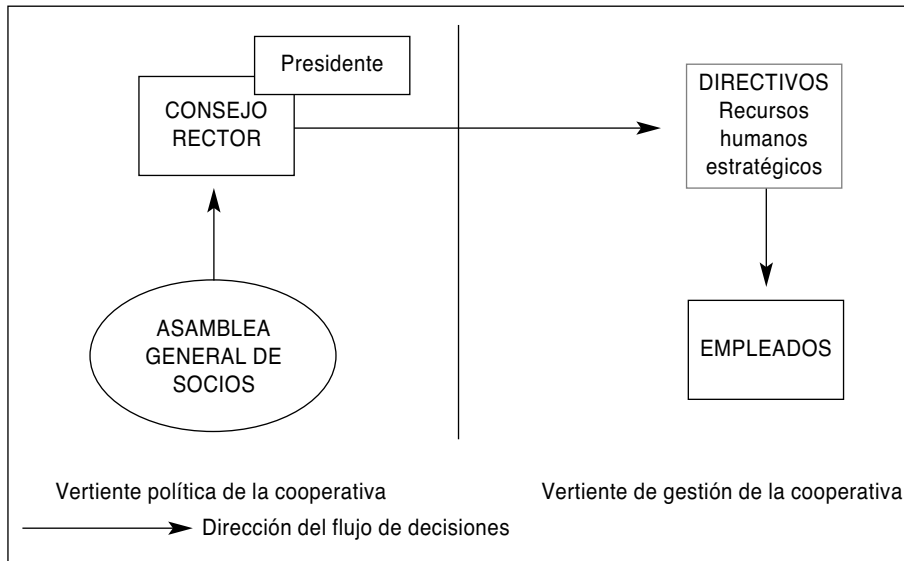 Presidente
CONSEJO
RECTOR
ASAMBLEA
GENERAL DE
SOCIOS
DIRECTIVOS
Recursos
humanos
estratégicos
EMPLEADOS
Vertiente política de la cooperativa
Vertiente de gestión de la cooperativa
Dirección del flujo de decisiones